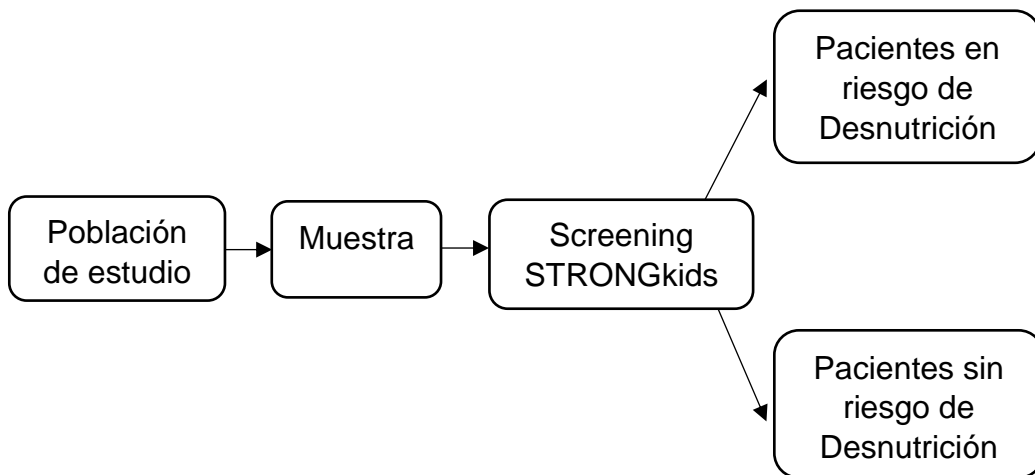 Población
de estudio
Muestra
Screening
STRONGkids
Pacientes en
riesgo de
Desnutrición
Pacientes sin
riesgo de
Desnutrición